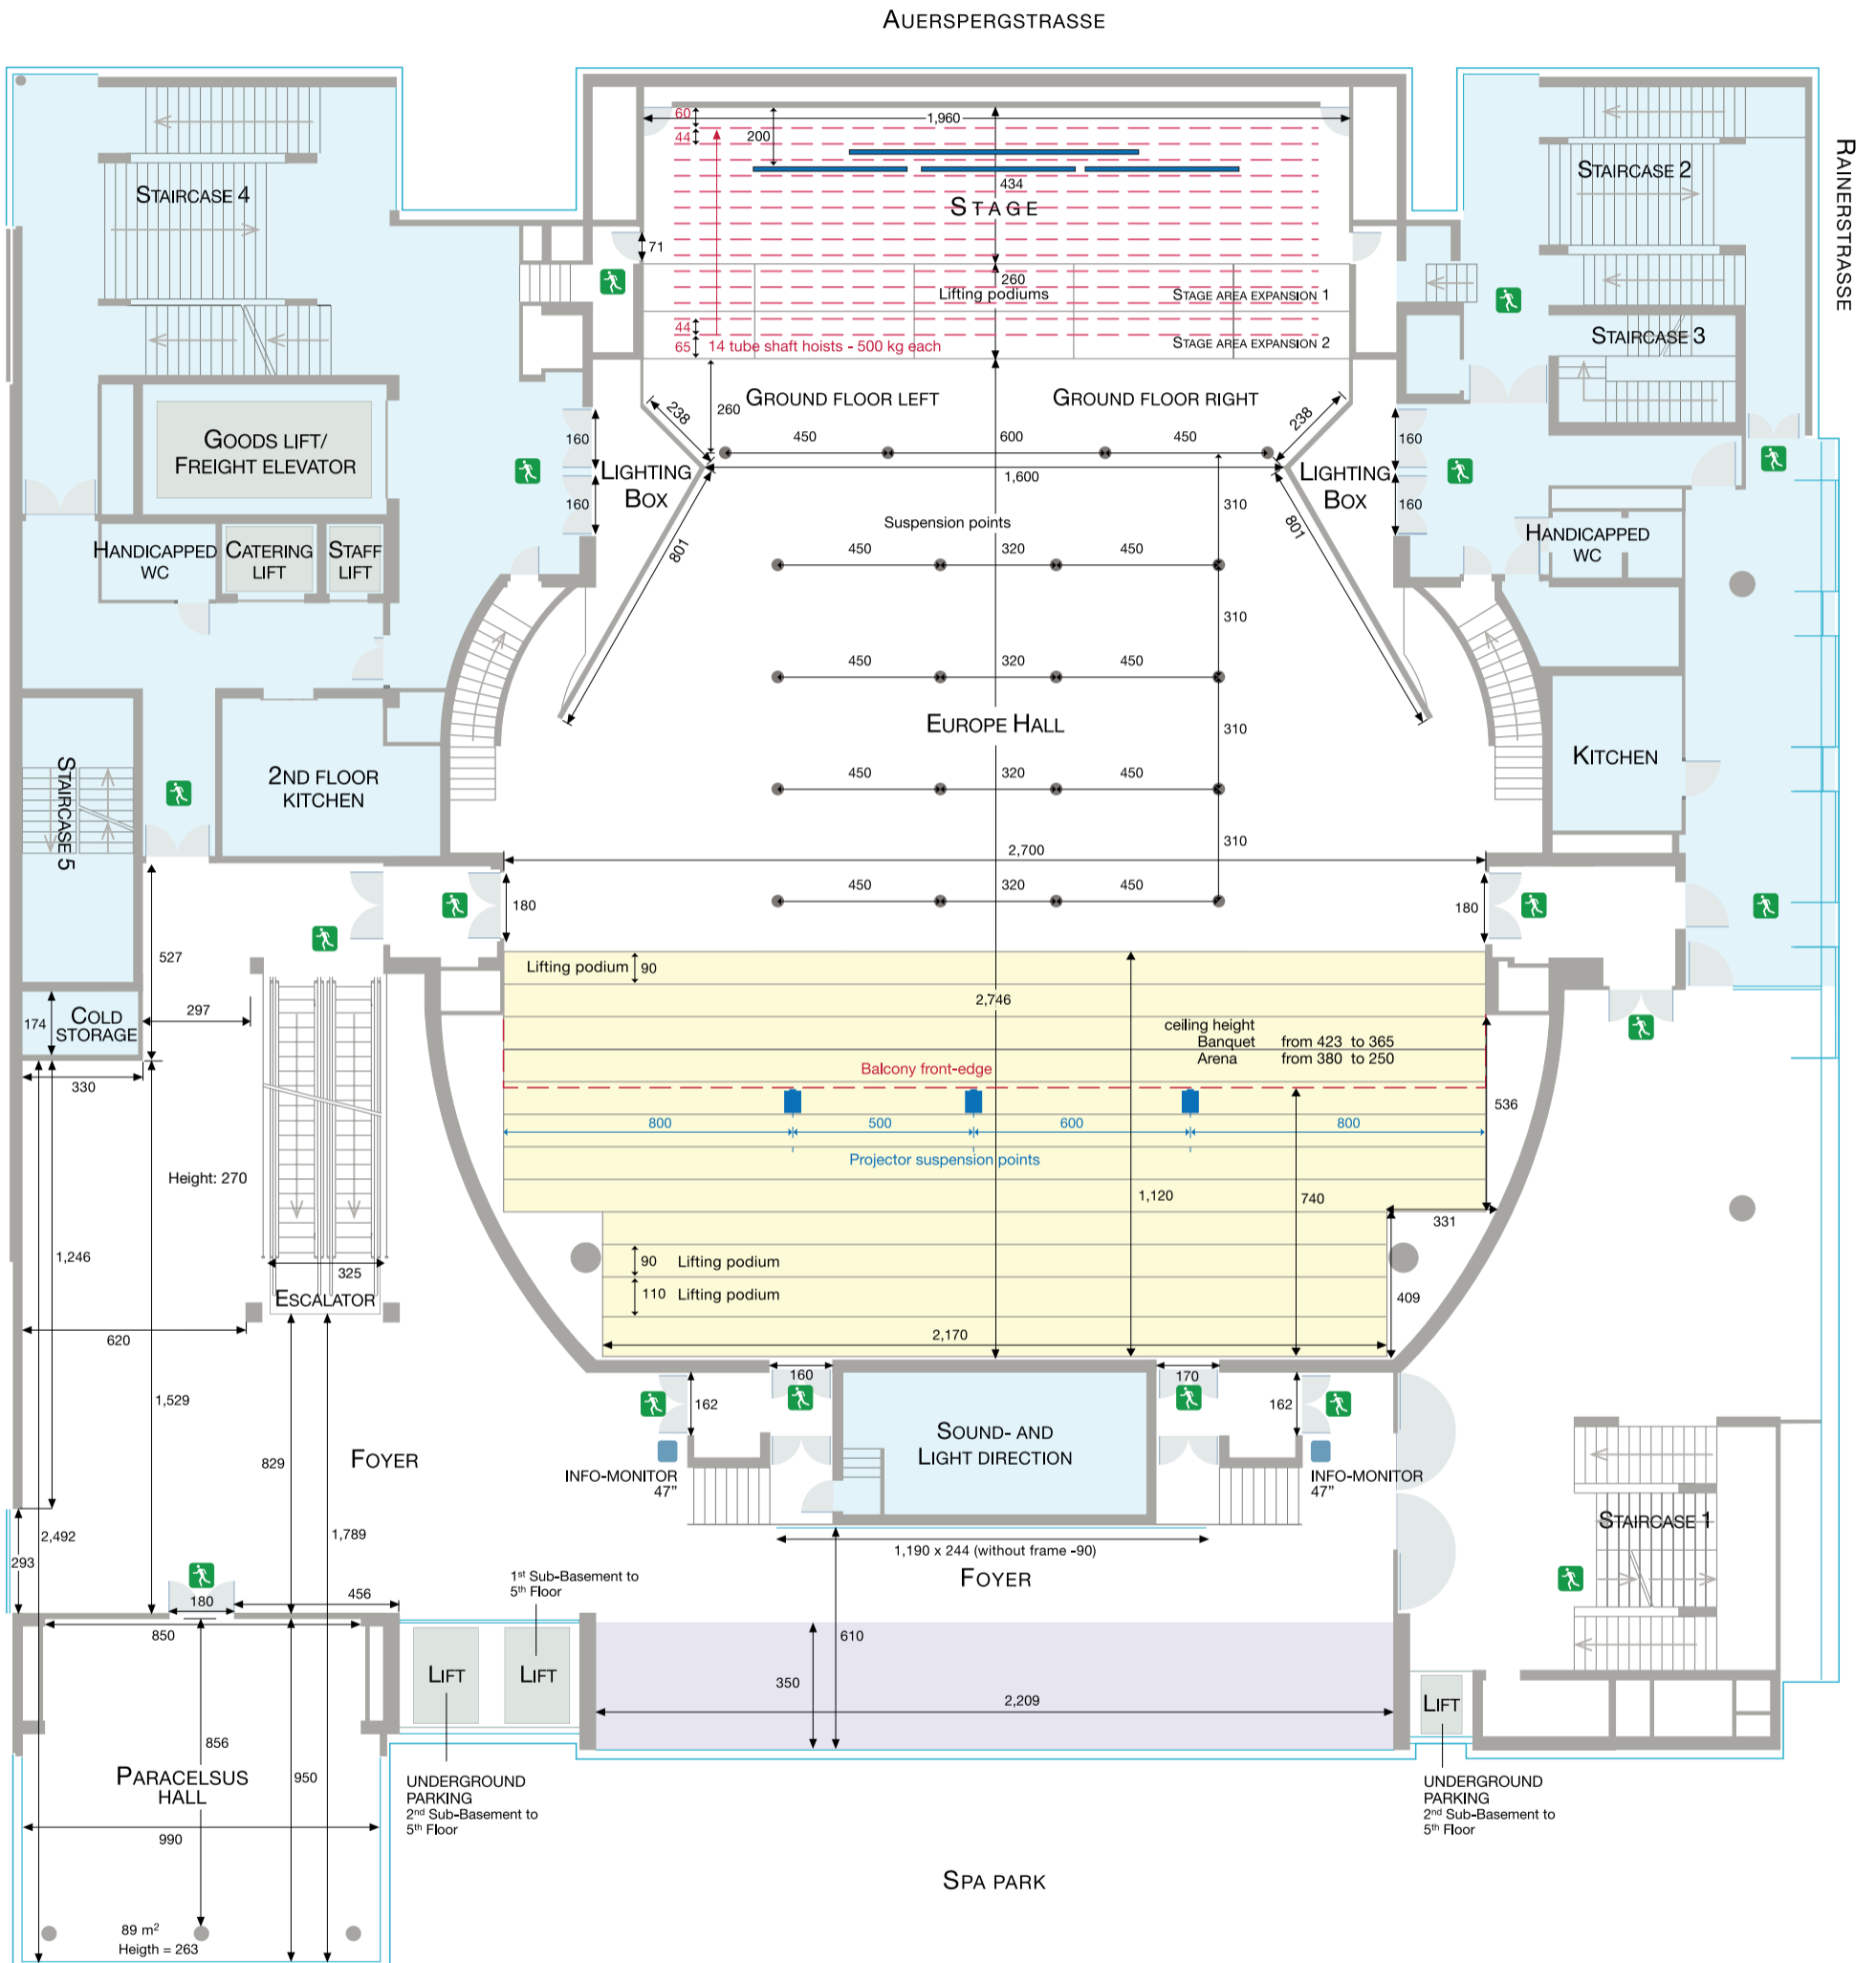 AUERSPERGSTRASSE
RAINERSTRASSE
60
44
200
1,960
434
STAGE
71
260
Lifting podiums
STAGE AREA EXPANSION 1
44
65
14 tube shaft hoists - 500 kg each
STAGE AREA EXPANSION 2
STAIRCASE 4
STAIRCASE 2
STAIRCASE 3
GOODS LIFT/
FREIGHT ELEVATOR
HANDICAPPED
WC
CATERING
LIFT
STAFF
LIFT
160
160
LIGHTING
BOX
238
260
GROUND FLOOR LEFT
GROUND FLOOR RIGHT
238
160
160
LIGHTING
BOX
450
600
450
1,600
801
801
310
Suspension points
450
320
450
310
450
320
450
310
EUROPE HALL
450
320
450
310
2,700
450
320
450
HANDICAPPED
WC
KITCHEN
STAIRCASE 5
2ND FLOOR
KITCHEN
180
180
527
297
174
COLD
STORAGE
330
Lifting podium
90
2,746
ceiling height
Banquet from 423 to 365
Arena from 380 to 250
Balcony front-edge
800
500
600
800
Projector suspension points
536
1,120
740
331
Height: 270
1,246
325
ESCALATOR
620
90
Lifting podium
110
Lifting podium
409
2,170
1,529
829
FOYER
1,789
2,492
293
180
456
160
170
162
162
SOUND- AND
LIGHT DIRECTION
INFO-MONITOR
47”
INFO-MONITOR
47”
STAIRCASE 1
1,190 x 244 (without frame -90)
FOYER
1st Sub-Basement to
5th Floor
850
LIFT
LIFT
610
350
2,209
LIFT
856
950
PARACELSUS
HALL
990
UNDERGROUND
PARKING
2nd Sub-Basement to
5th Floor
UNDERGROUND
PARKING
2nd Sub-Basement to
5th Floor
SPA PARK
89 m²
Heigth = 263